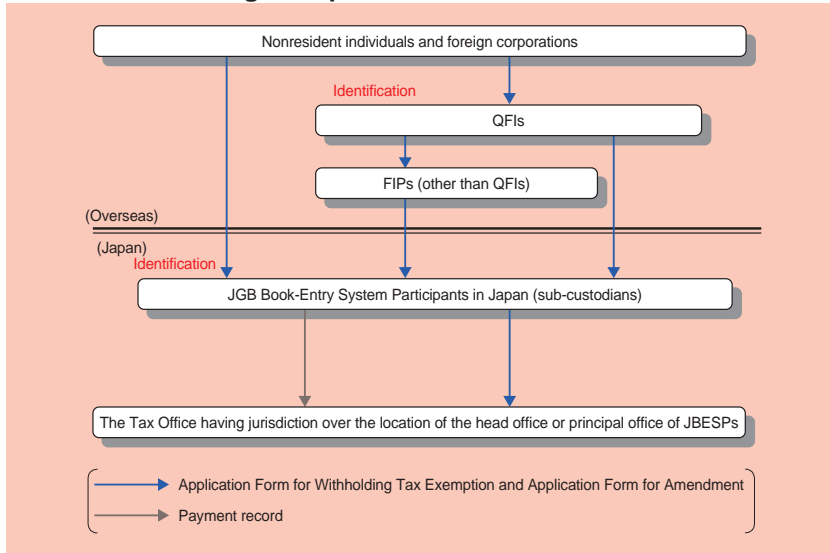 Nonresident individuals and foreign corporations
Identification
QFIs
FIPs (other than QFIs)
(Overseas)
(Japan)
Identification
JGB Book-Entry System Participants in Japan (sub-custodians)
The Tax Office having jurisdiction over the location of the head office or principal office of JBESPs
Application Form for Withholding Tax Exemption and Application Form for Amendment
Payment record